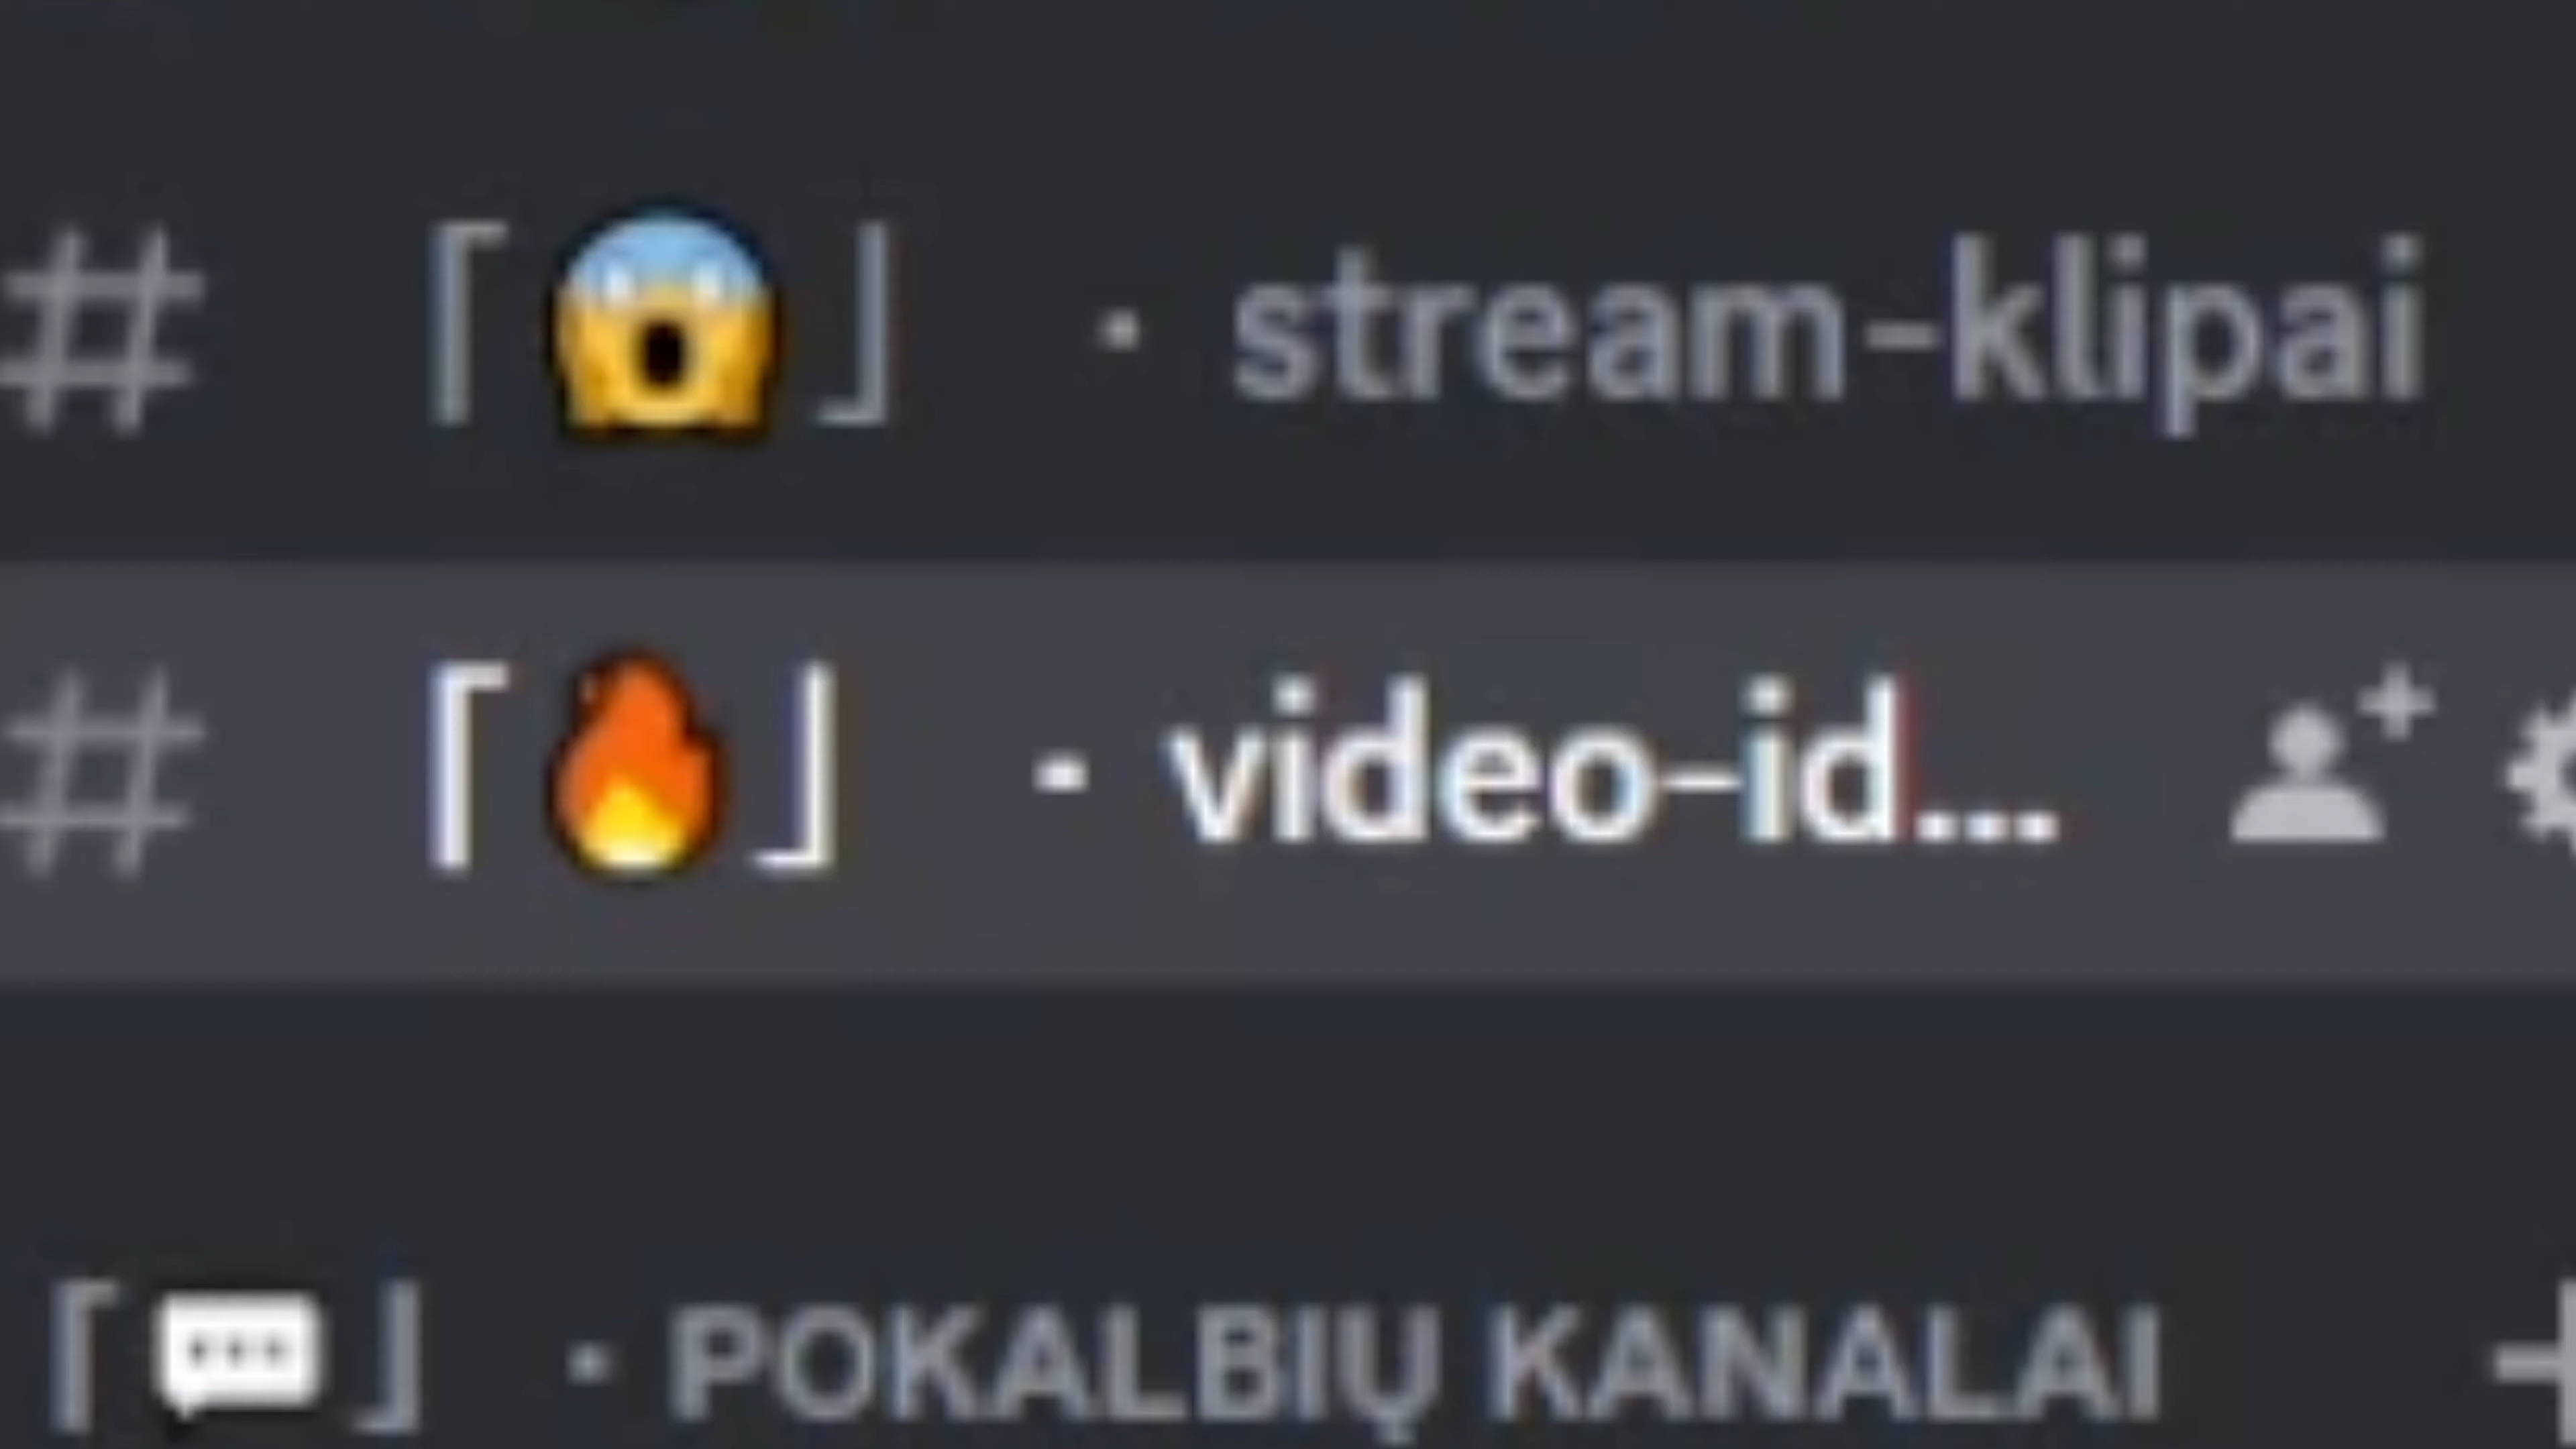 # 「😱」 · stream-klipai
# 「🔥」 · video-id...
「💬」 · POKALBIŲ KANALAI